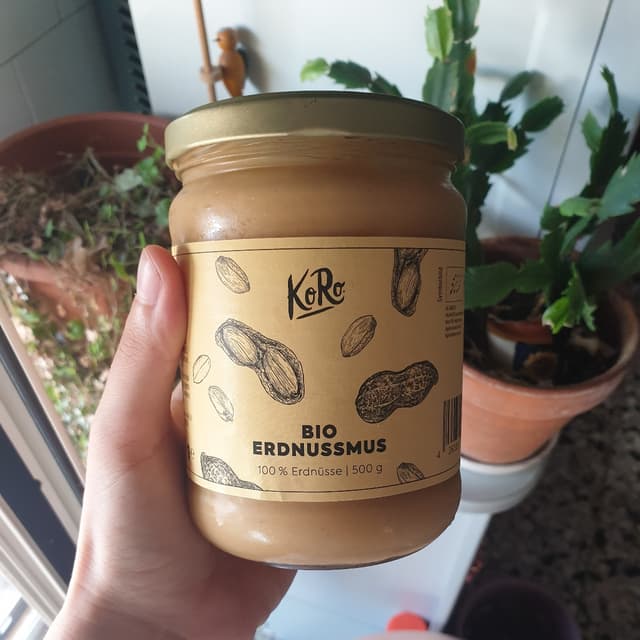 KoRo
BIO
ERDNUSSMUS
100 % Erdnüsse | 500 g